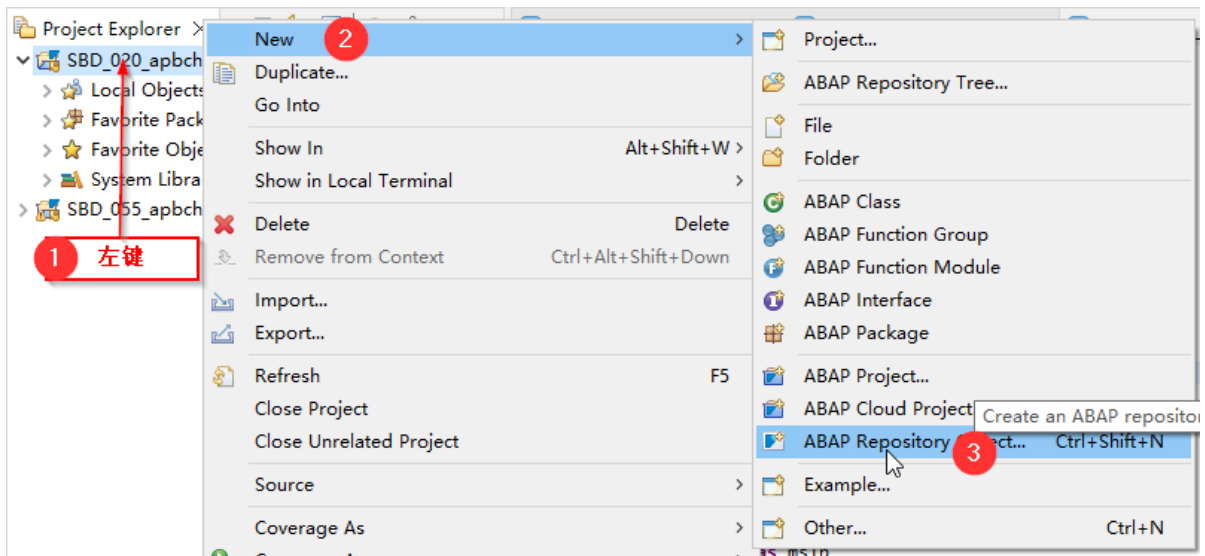 Project Explorer
SBD_020_apbch
Local Objects
Favorite Pack
Favorite Obje
System Libra
SBD_055_apbch
1 左键
New 2
Duplicate...
Go Into
Show In Alt+Shift+W
Show in Local Terminal
Delete Delete
Remove from Context Ctrl+Alt+Shift+Down
Import...
Export...
Refresh F5
Close Project
Close Unrelated Project
Source
Coverage As
Project...
ABAP Repository Tree...
File
Folder
ABAP Class
ABAP Function Group
ABAP Function Module
ABAP Interface
ABAP Package
ABAP Project...
ABAP Cloud Project
Create an ABAP repositor
ABAP Repository ect... Ctrl+Shift+N
3
Example...
Other... Ctrl+N